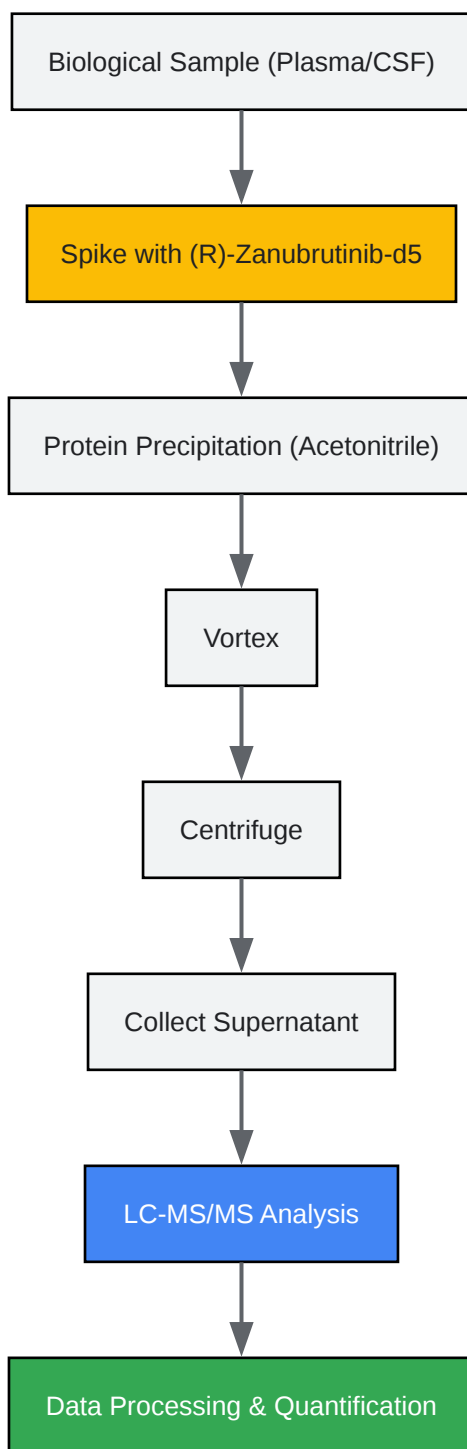 Biological Sample (Plasma/CSF)
Spike with (R)-Zanubrutinib-d5
Protein Precipitation (Acetonitrile)
Vortex
Centrifuge
Collect Supernatant
LC-MS/MS Analysis
Data Processing & Quantification